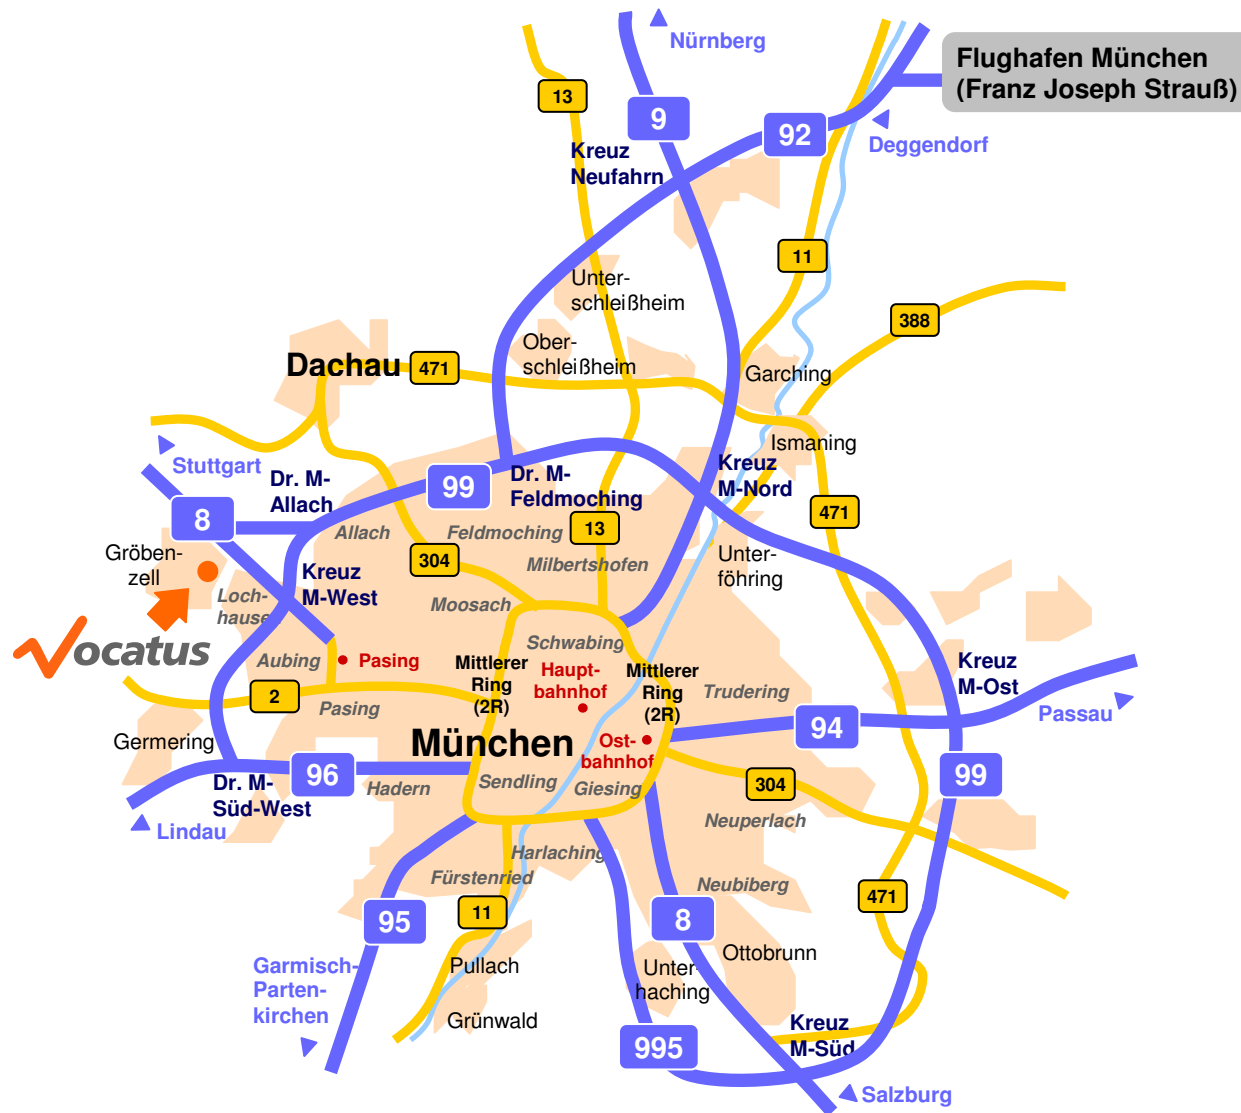 Nürnberg
Flughafen München
(Franz Joseph Strauß)
13
9
92
Deggendorf
Kreuz
Neufahrn
11
Unter-
schleißheim
388
Ober-
schleißheim
Dachau
471
Garching
Ismaning
Stuttgart
Dr. M-
Allach
99
Dr. M-
Feldmoching
Kreuz
M-Nord
8
Allach
Feldmoching
13
471
Gröben-
zell
304
Milbertshofen
Unter-
föhring
Kreuz
M-West
Loch-
hause
Moosach
Schwabing
Vocatus
Aubing
Pasing
Mittlerer
Ring
(2R)
Haupt-
bahnhof
Mittlerer
Ring
(2R)
Trudering
Kreuz
M-Ost
2
Pasing
Passau
94
Germering
München
Ost-
bahnhof
96
Dr. M-
Süd-West
Hadern
Sendling
Giesing
304
99
Lindau
Neuperlach
Harlaching
Fürstenried
Neubiberg
471
95
11
8
Ottobrunn
Garmisch-
Parten-
kirchen
Pullach
Unter-
haching
Grünwald
995
Kreuz
M-Süd
Salzburg